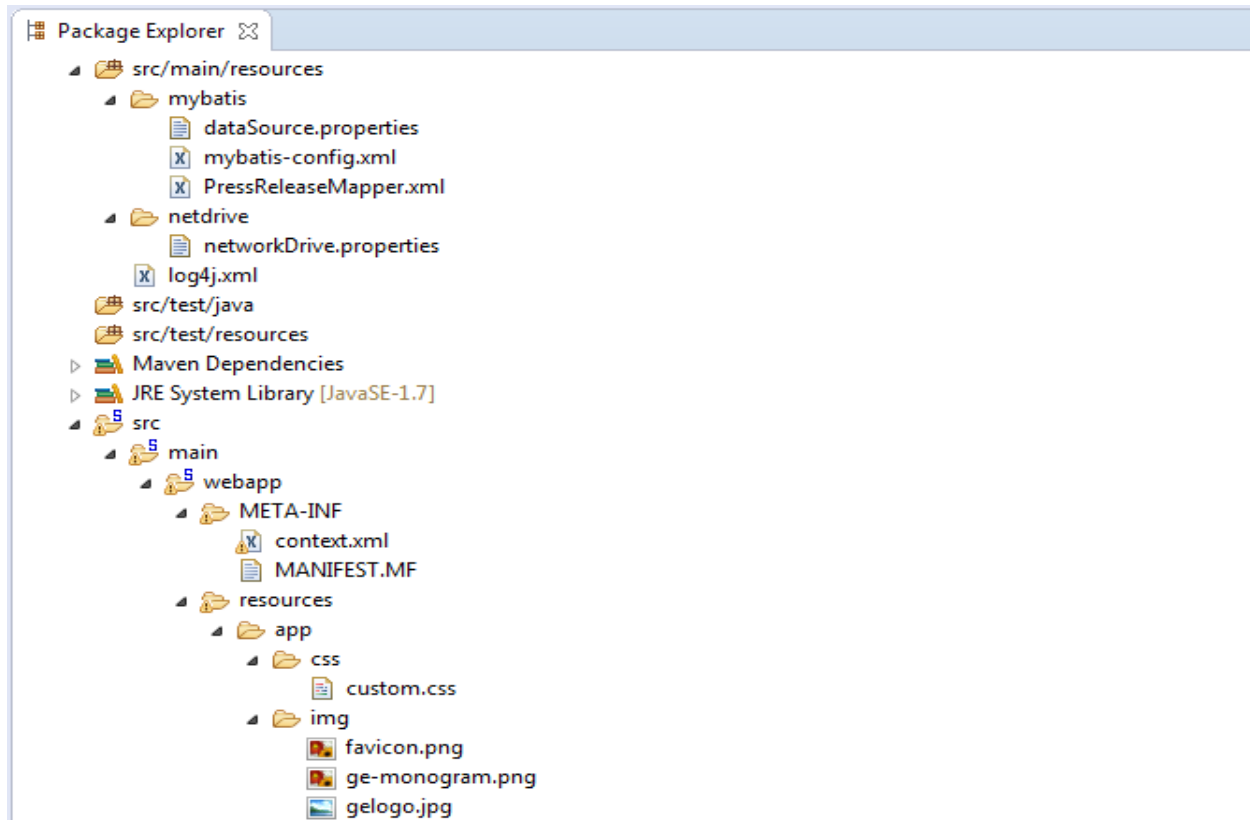 Package Explorer
src/main/resources
mybatis
dataSource.properties
mybatis-config.xml
PressReleaseMapper.xml
netdrive
networkDrive.properties
log4j.xml
src/test/java
src/test/resources
Maven Dependencies
JRE System Library [JavaSE-1.7]
src
main
webapp
META-INF
context.xml
MANIFEST.MF
resources
app
css
custom.css
img
favicon.png
ge-monogram.png
gelogo.jpg